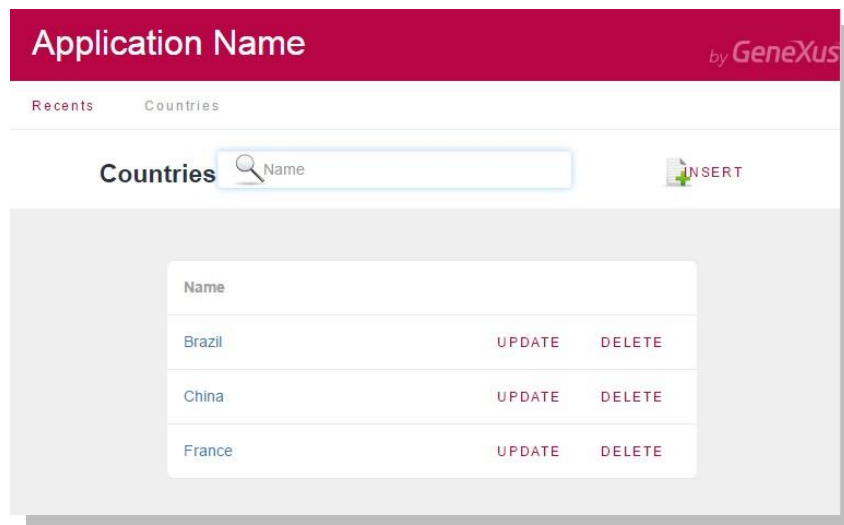 Application Name
by GeneXus
Recents Countries
Countries Name INSERT
Name
Brazil UPDATE DELETE
China UPDATE DELETE
France UPDATE DELETE